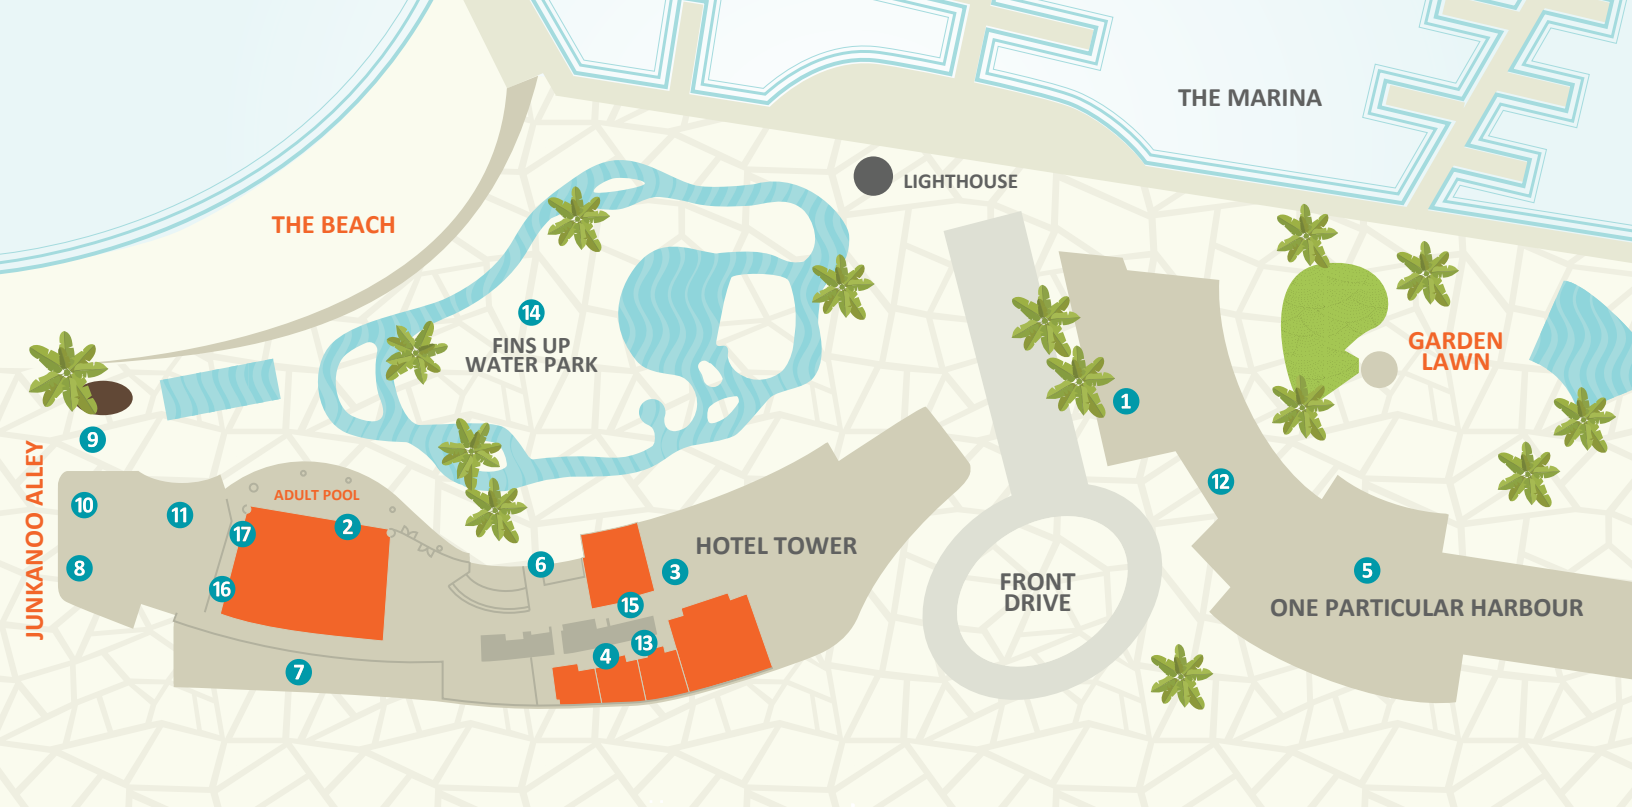 THE MARINA
LIGHTHOUSE
THE BEACH
14
FINS UP
WATER PARK
GARDEN
LAWN
1
9
JUNKANOO ALLEY
12
ADULT POOL
10
11
2
17
HOTEL TOWER
6
3
8
5
FRONT
DRIVE
16
15
ONE PARTICULAR HARBOUR
13
4
7